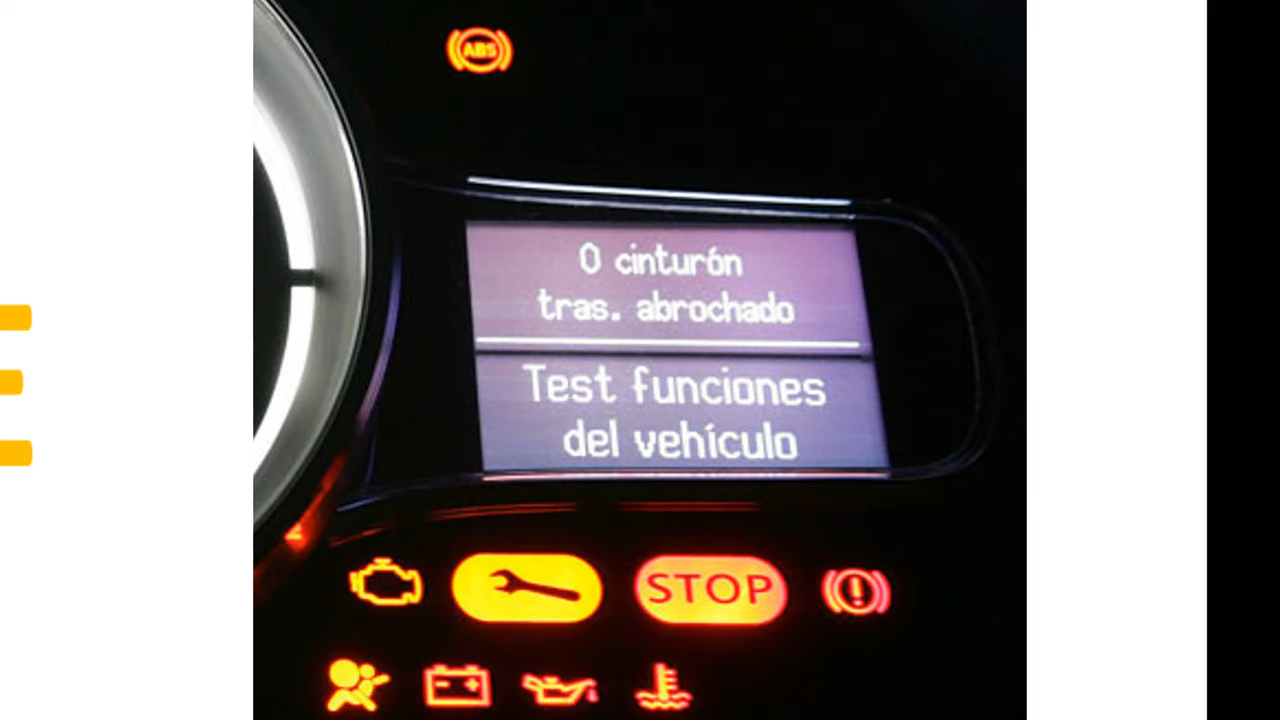 ABS
0 cinturón
tras. abrochado
Test funciones
del vehículo
STOP